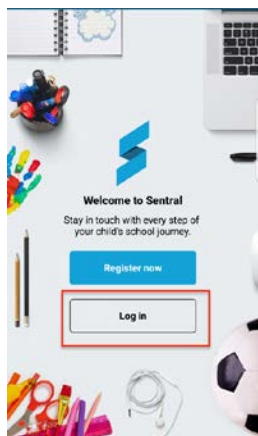 Welcome to Sentral
Stay in touch with every step of
your child's school journey.
Register now
Log in